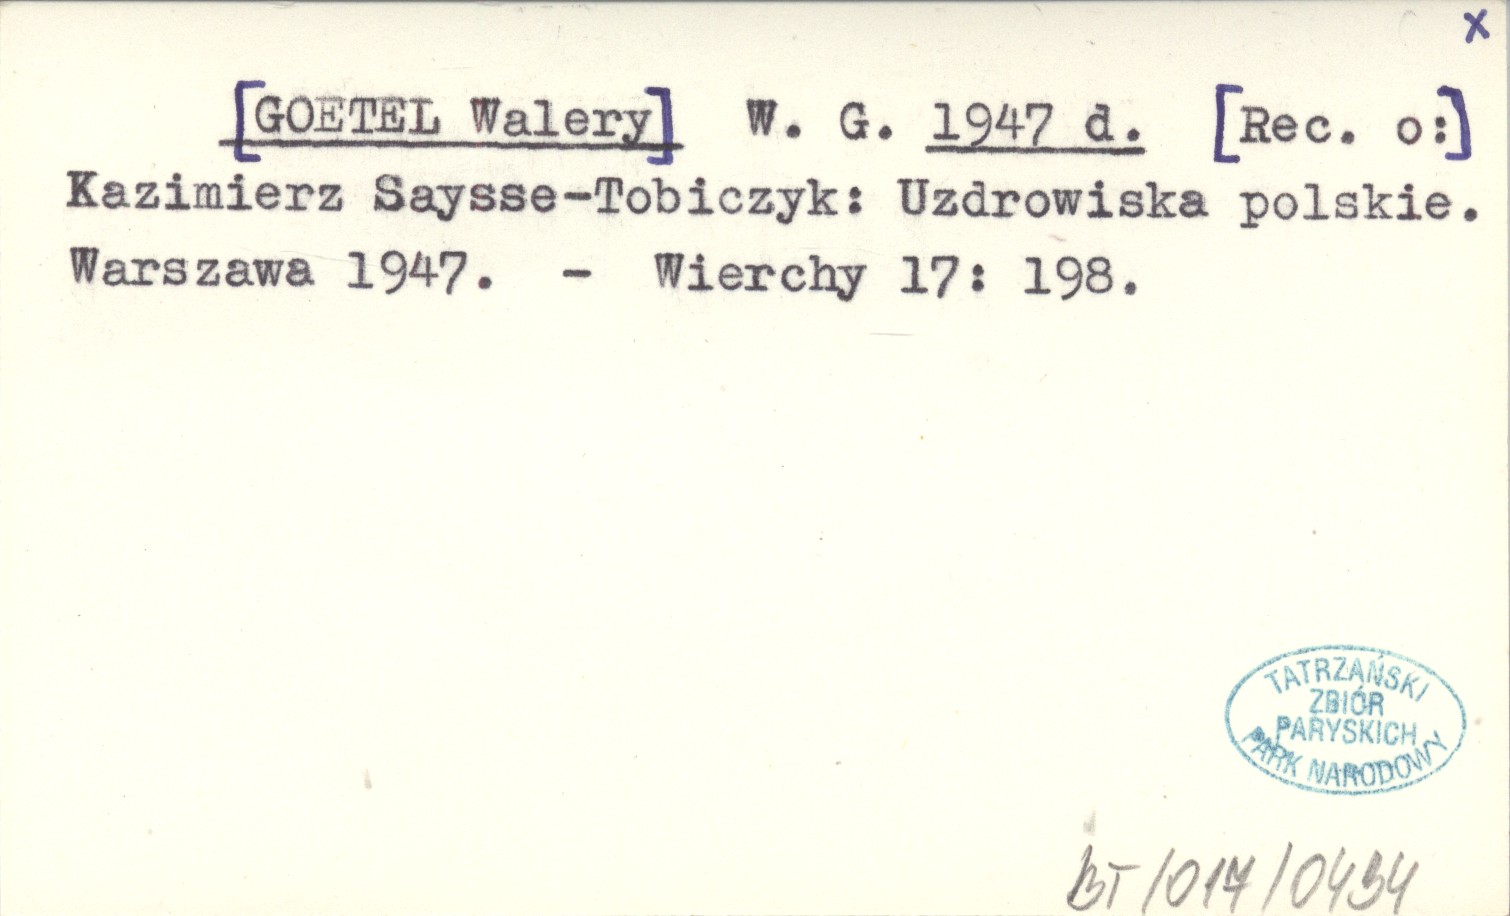 x
[GOETEL Walery] W. G. 1947 d. [Rec. o:]
Kazimierz Saysse-Tobiczyk: Uzdrowiska polskie.
Warszawa 1947. - Wierchy 17: 198.
TATRZAŃSKI
ZBIÓR
PARYSKICH
PARK NARODOWY
BT/017/0434